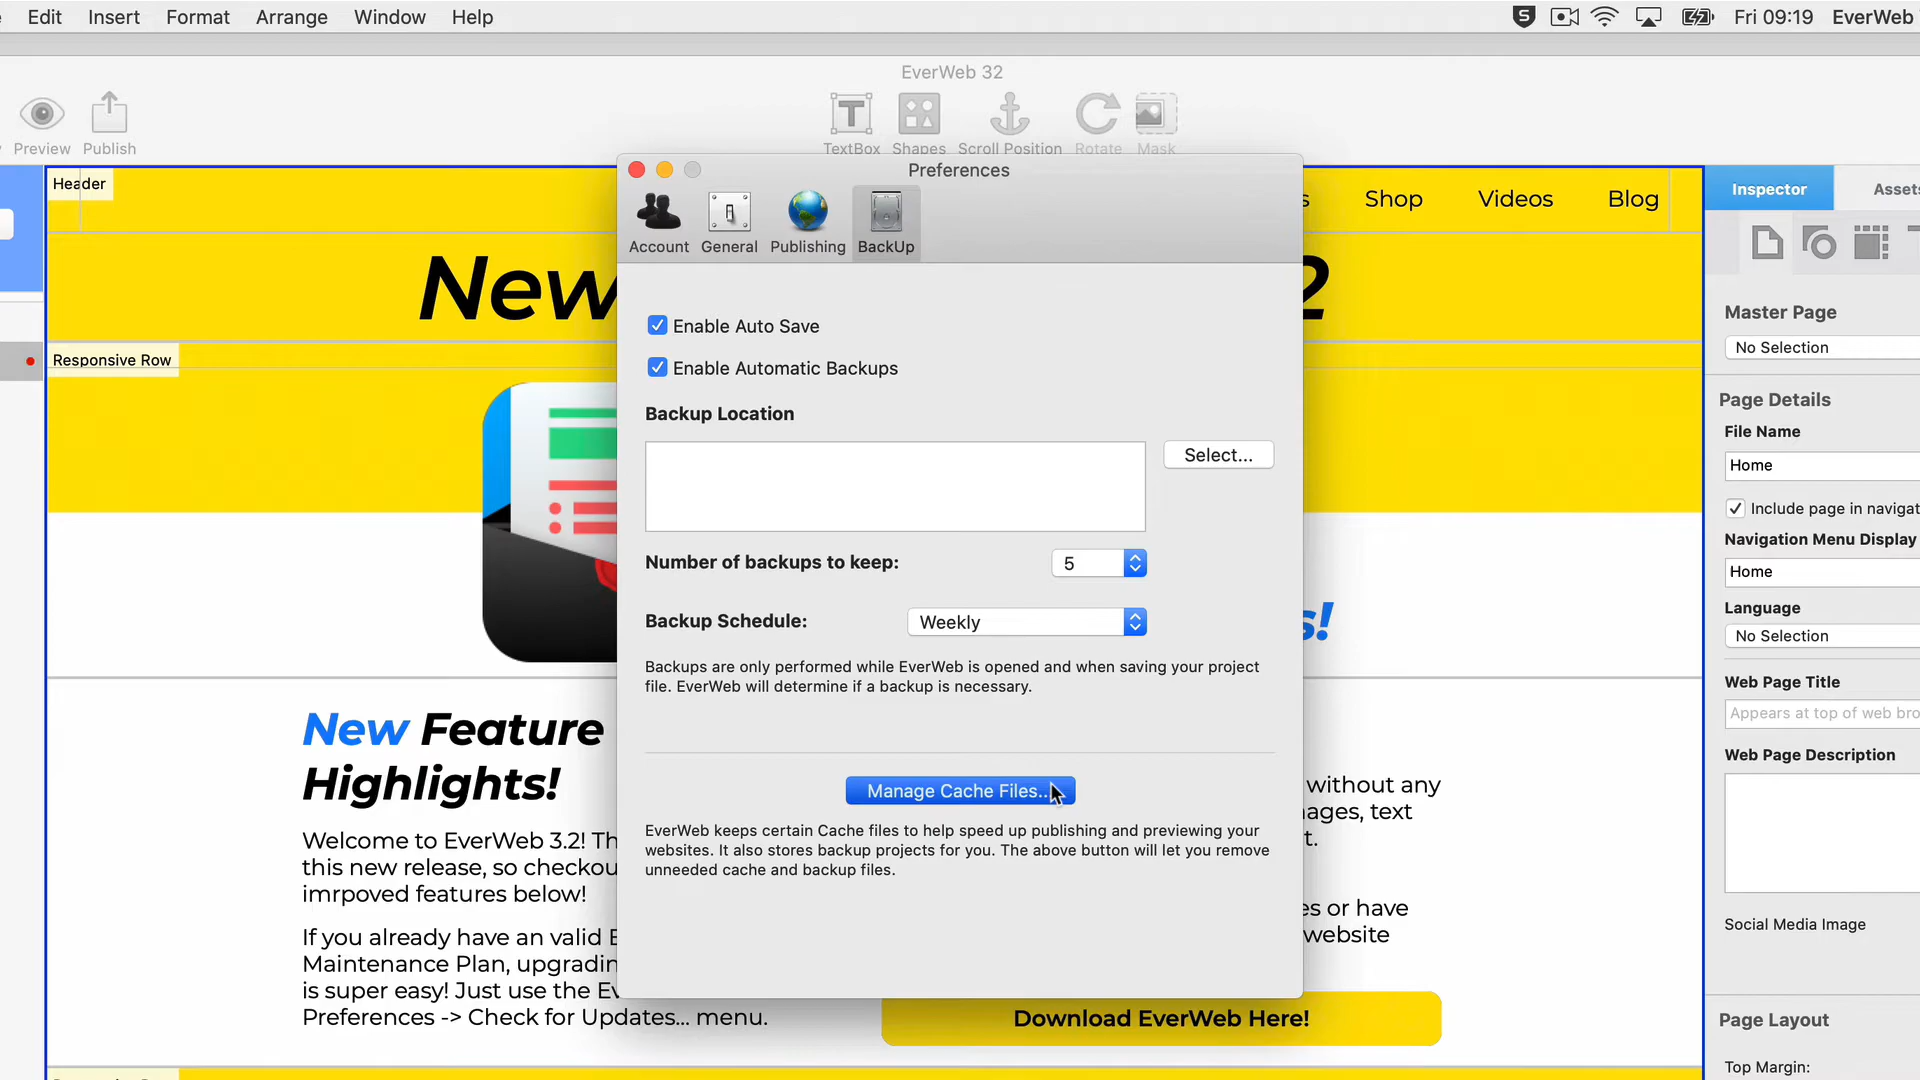 Edit Insert Format Arrange Window Help
Fri 09:19 EverWeb
EverWeb 32
Preview Publish
TextBox Shapes Scroll Position Rotate Mask
Preferences
Account General Publishing BackUp
Header
Shop Videos Blog
New
2
Responsive Row
Enable Auto Save
Enable Automatic Backups
Backup Location
Select...
Number of backups to keep:
5
Backup Schedule:
Weekly
Backups are only performed while EverWeb is opened and when saving your project
file. EverWeb will determine if a backup is necessary.
Manage Cache Files...
EverWeb keeps certain Cache files to help speed up publishing and previewing your
websites. It also stores backup projects for you. The above button will let you remove
unneeded cache and backup files.
s!
New Feature
Highlights!
Welcome to EverWeb 3.2! Th
this new release, so checkou
imrpoved features below!
If you already have an valid E
Maintenance Plan, upgradin
is super easy! Just use the Ev
Preferences -> Check for Updates... menu.
without any
ages, text
t.
es or have
website
Download EverWeb Here!
Inspector Assets
Master Page
No Selection
Page Details
File Name
Home
Include page in navigat
Navigation Menu Display
Home
Language
No Selection
Web Page Title
Appears at top of web bro
Web Page Description
Social Media Image
Page Layout
Top Margin: